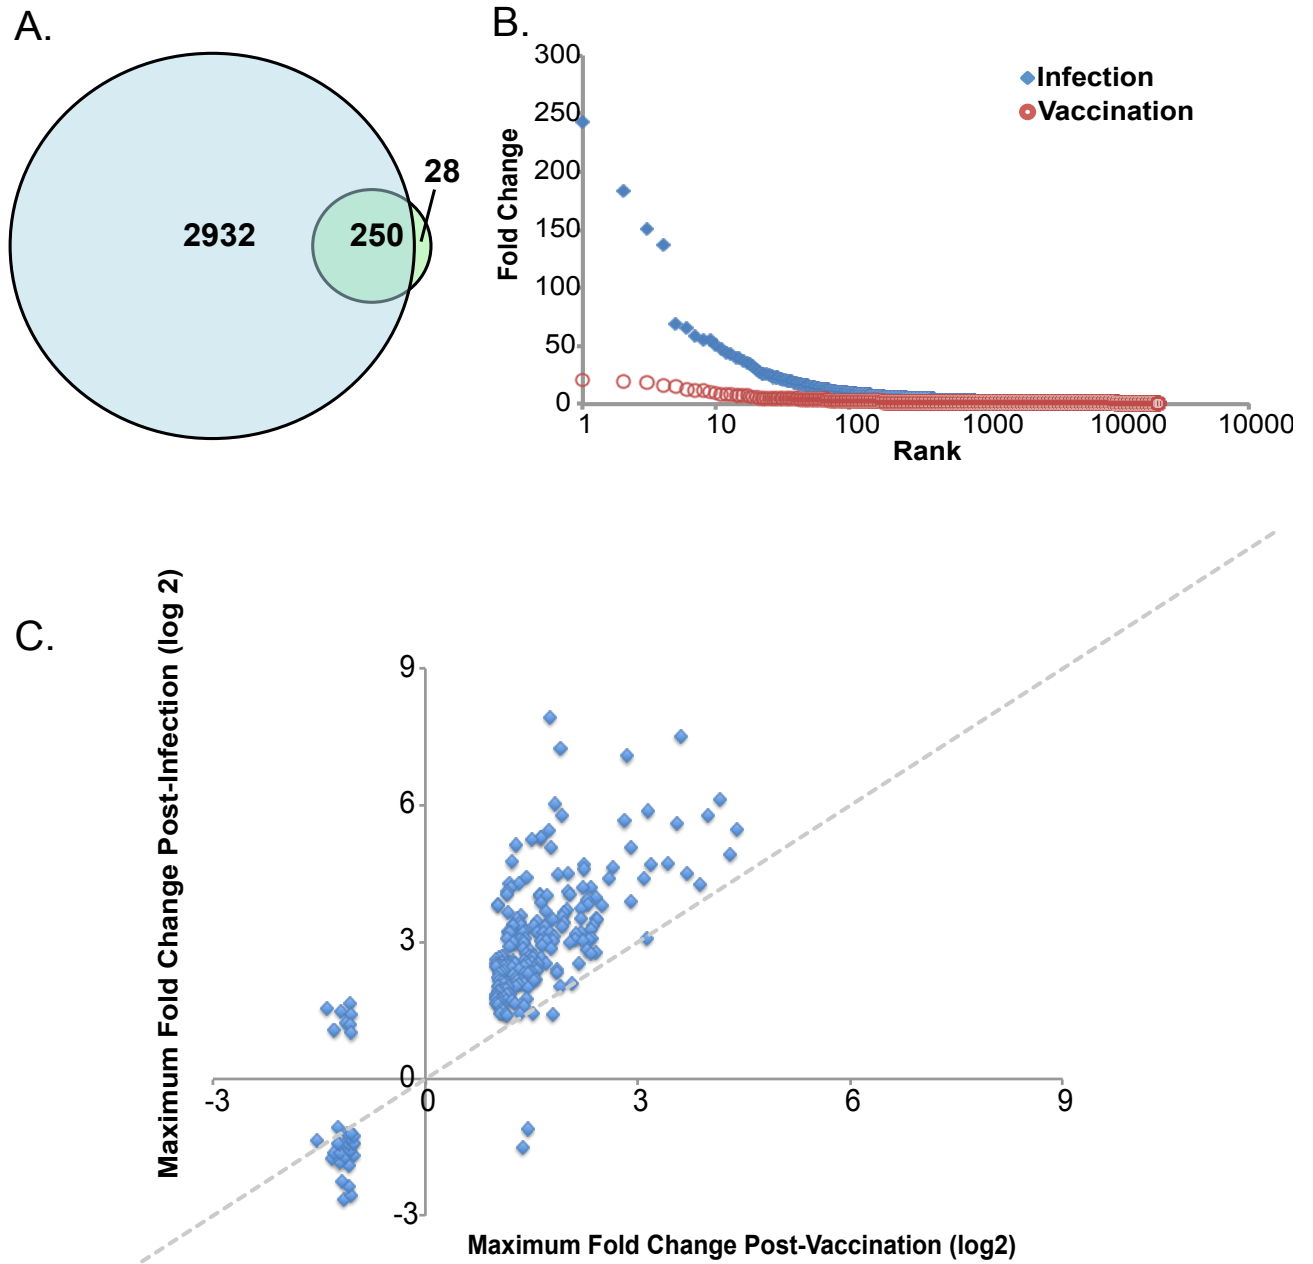 A.
28
2932
250
B.
300
250
200
150
100
50
0
Fold Change
Infection
Vaccination
1
10
100
1000
10000
10000
Rank
C.
Maximum Fold Change Post-Infection (log 2)
9
6
3
0
-3
-3
0
3
6
9
Maximum Fold Change Post-Vaccination (log2)